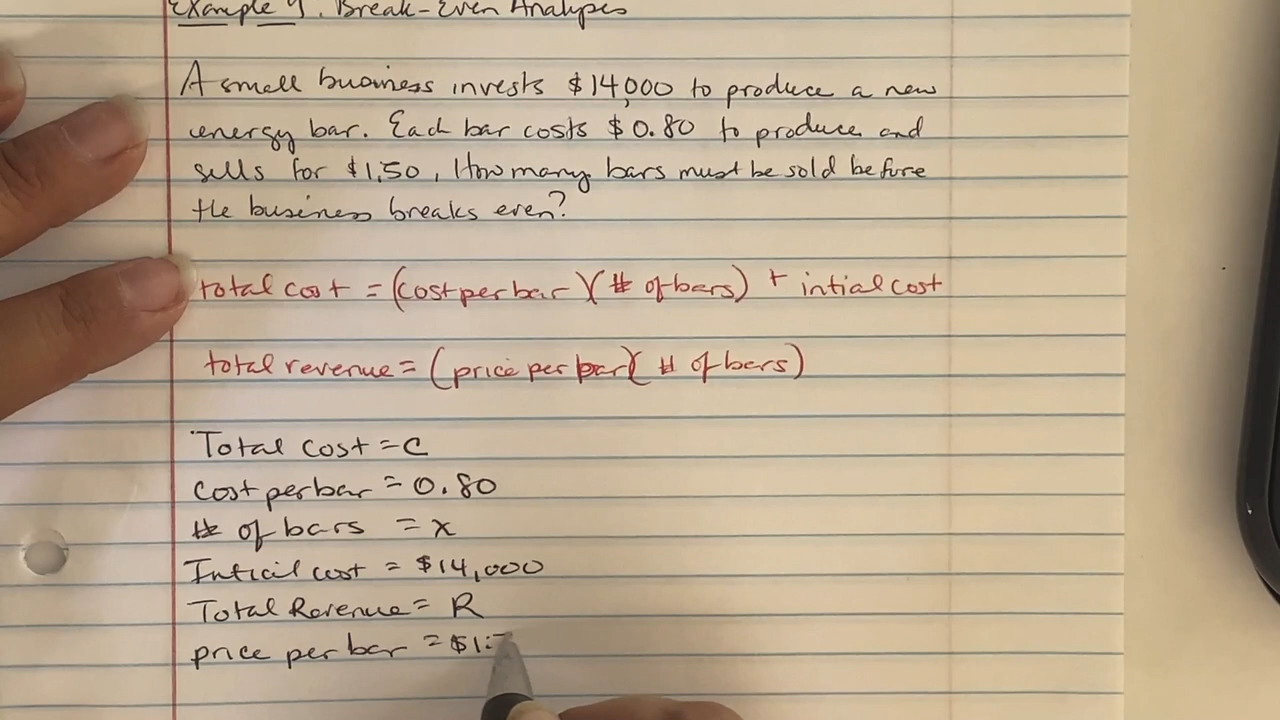 Example 9. Break-Even Analysis
A small business invests $14,000 to produce a new
energy bar. Each bar costs $0.80 to produce and
sells for $1.50, How many bars must be sold before
the business breaks even?
total cost = (cost per bar)(# of bars) + intial cost
total revenue = (price per bar)(# of bars)
Total cost = C
cost per bar = 0.80
# of bars = x
Inticil cost = $14,000
Total Revenue = R
price per bar = $1.